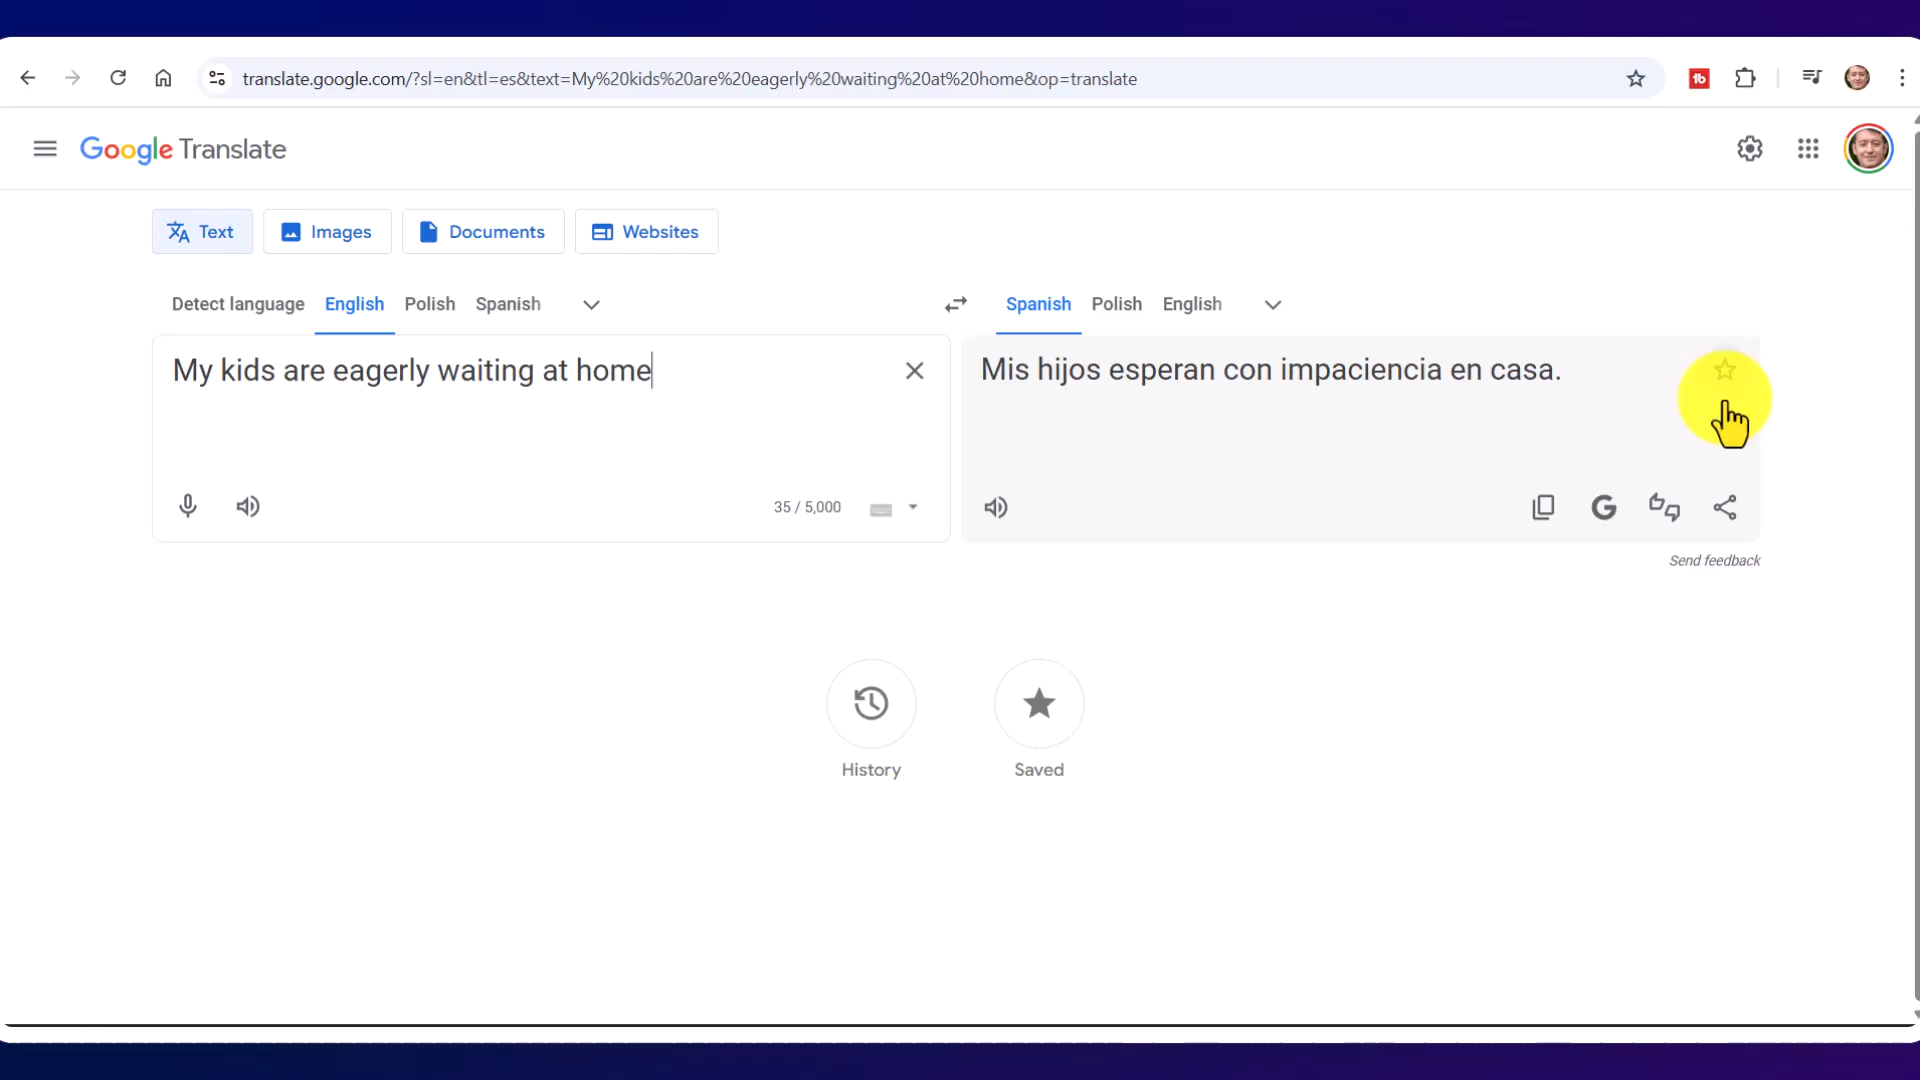 translate.google.com/?sl=en&tl=es&text=My%20kids%20are%20eagerly%20waiting%20at%20home&op=translate
tb
Google Translate
Text Images Documents Websites
Detect language English Polish Spanish Spanish Polish English
My kids are eagerly waiting at home Mis hijos esperan con impaciencia en casa.
35 / 5,000
Send feedback
History Saved